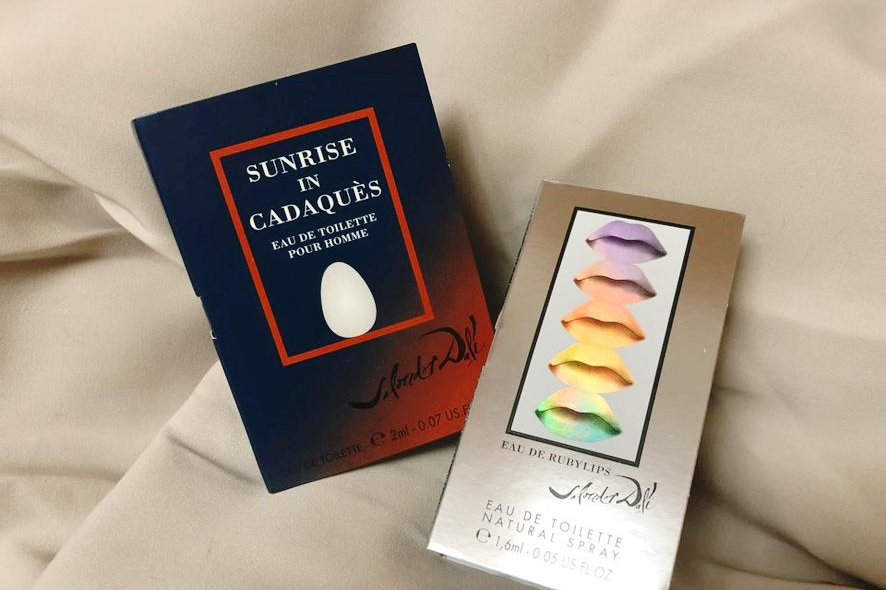 SUNRISE
IN
CADAQUÈS
EAU DE TOILETTE
POUR HOMME
Salvador Dalí
DE TOILETTE ℮ 2ml - 0.07 US
EAU DE RUBYLIPS
Salvador Dalí
EAU DE TOILETTE
NATURAL SPRAY
℮ 1,6ml - 0.05 US FL OZ